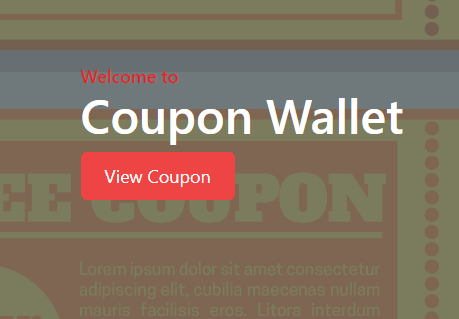 Welcome to
Coupon Wallet
View Coupon
EE COUPON
Lorem ipsum dolor sit amet consectetur
adipiscing elit, cubilia maecenas nullam
mauris facilisis eros. Litora interdum